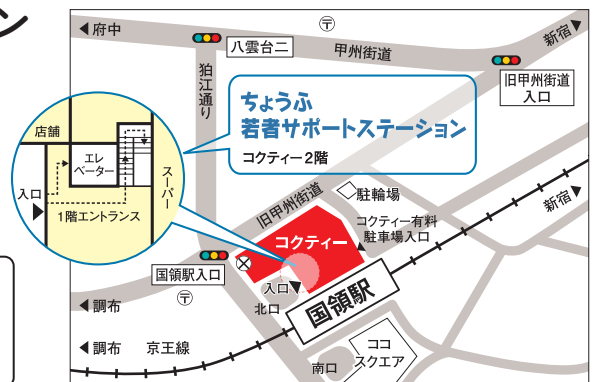 ン
◀府中
〒
八雲台二
甲州街道
新宿▶
旧甲州街道
入口
狛江通り
ちょうふ
若者サポートステーション
コクティー2階
店舗
エレ
ベーター
スーパー
入口
1階エントランス
旧甲州街道
駐輪場
コクティー有料
駐車場入口
新宿▶
コクティー
国領駅入口
〒
入口
北口
国領駅
◀調布
◀調布 京王線
ココ
スクエア
南口